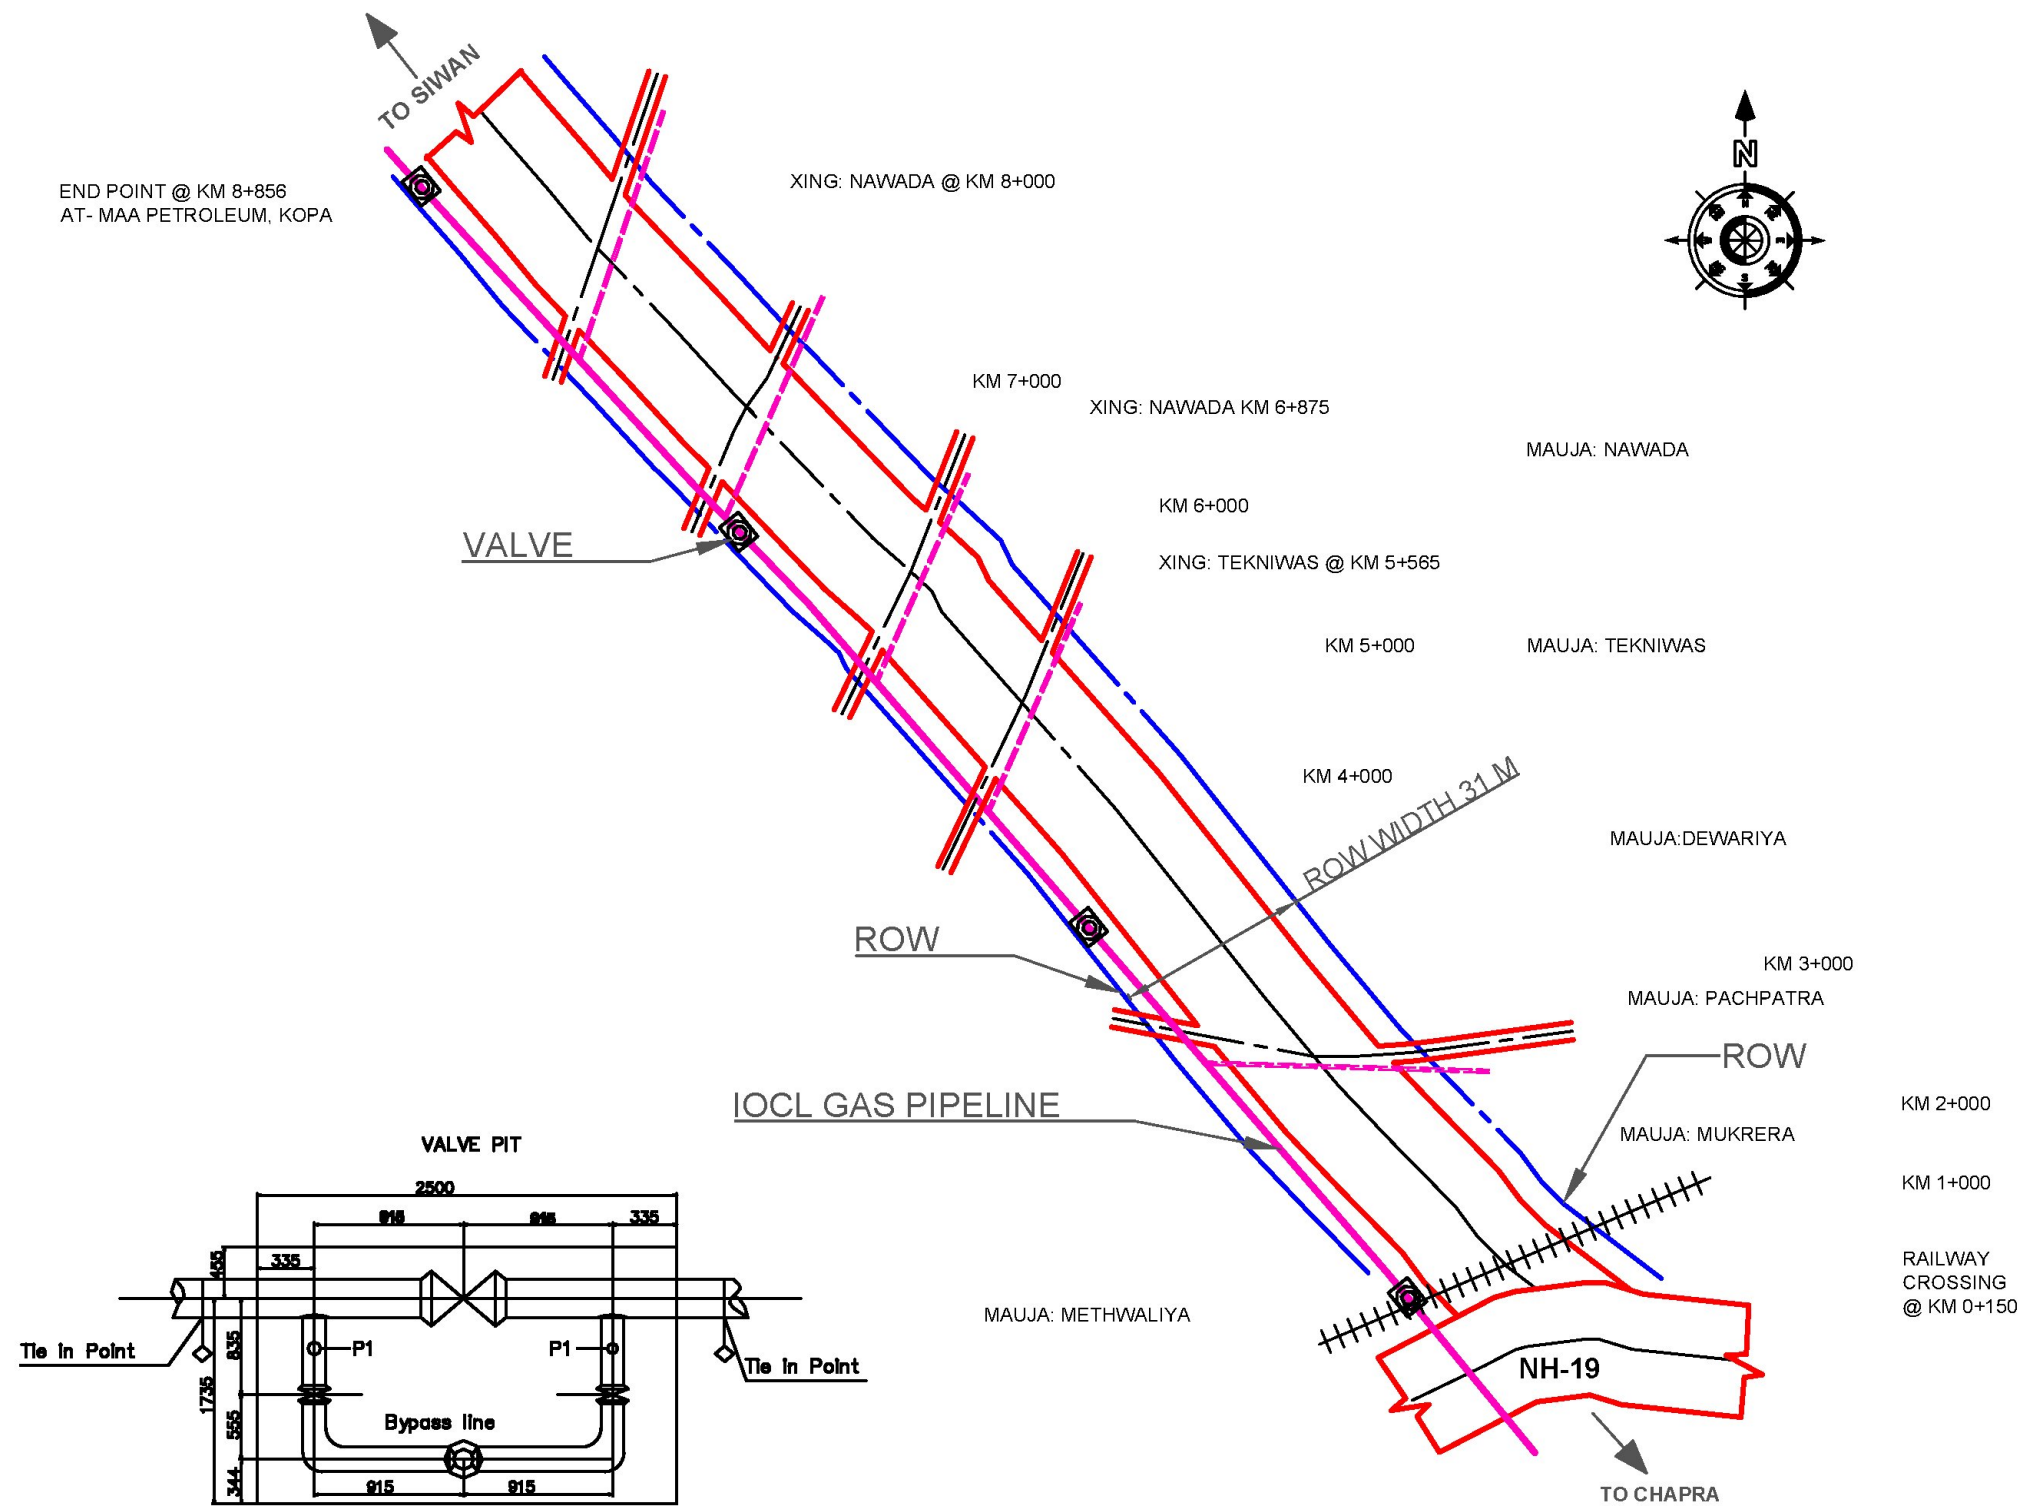 TO SIWAN
END POINT @ KM 8+856
AT- MAA PETROLEUM, KOPA
XING: NAWADA @ KM 8+000
N
KM 7+000
XING: NAWADA KM 6+875
MAUJA: NAWADA
KM 6+000
VALVE
XING: TEKNIWAS @ KM 5+565
KM 5+000
MAUJA: TEKNIWAS
KM 4+000
ROW WIDTH 31 M
MAUJA:DEWARIYA
ROW
KM 3+000
MAUJA: PACHPATRA
ROW
IOCL GAS PIPELINE
KM 2+000
MAUJA: MUKRERA
KM 1+000
RAILWAY
CROSSING
@ KM 0+150
MAUJA: METHWALIYA
NH-19
TO CHAPRA
VALVE PIT
2500
915
915
335
455
335
Tie in Point
P1
P1
Tie in Point
835
1735
555
Bypass line
344
915
915